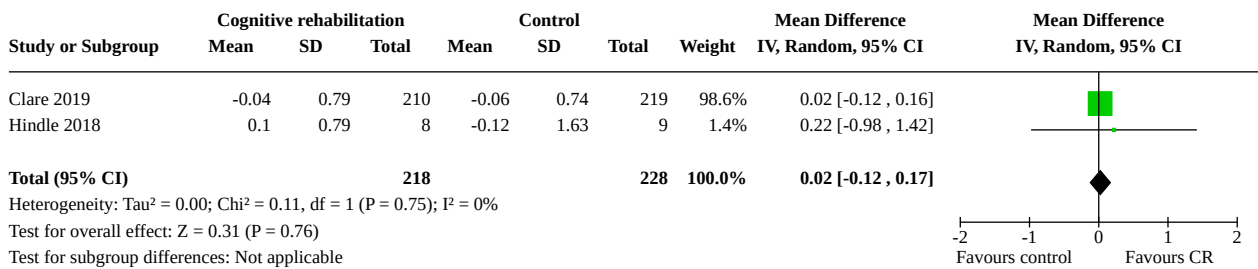 Cognitive rehabilitation Control Mean Difference Mean Difference
Study or Subgroup Mean SD Total Mean SD Total Weight IV, Random, 95% CI IV, Random, 95% CI
Clare 2019 -0.04 0.79 210 -0.06 0.74 219 98.6% 0.02 [-0.12 , 0.16]
Hindle 2018 0.1 0.79 8 -0.12 1.63 9 1.4% 0.22 [-0.98 , 1.42]
Total (95% CI) 218 228 100.0% 0.02 [-0.12 , 0.17]
Heterogeneity: Tau² = 0.00; Chi² = 0.11, df = 1 (P = 0.75); I² = 0%
Test for overall effect: Z = 0.31 (P = 0.76)
Test for subgroup differences: Not applicable
-2 -1 0 1 2
Favours control Favours CR